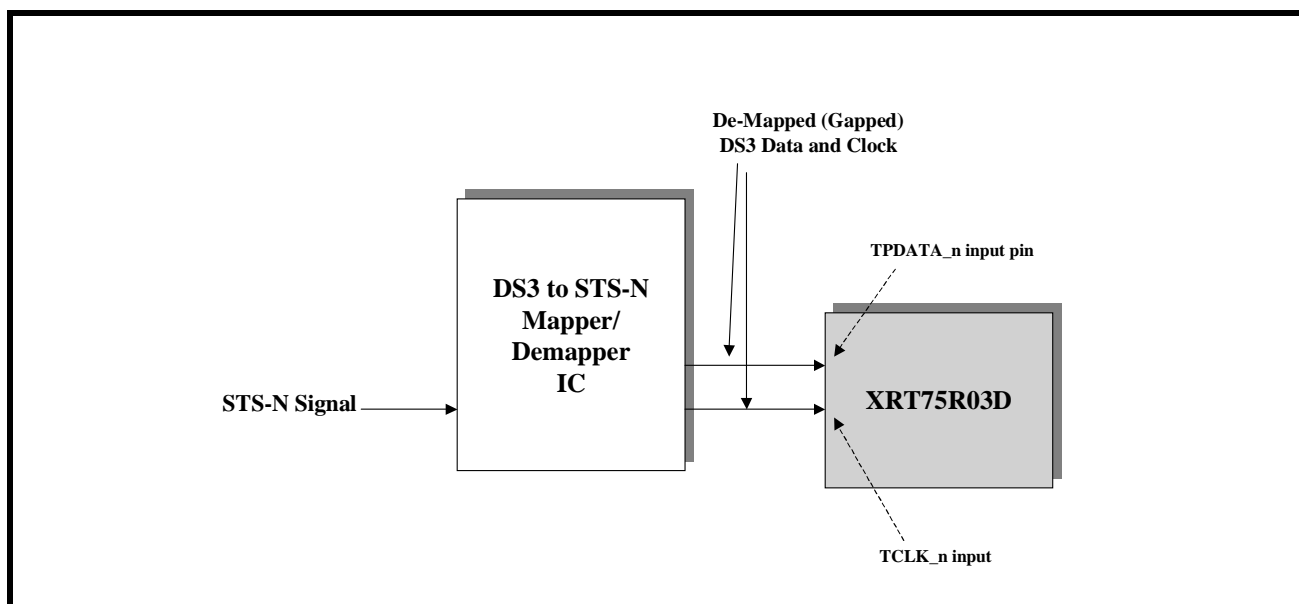 De-Mapped (Gapped)
DS3 Data and Clock
TPDATA_n input pin
DS3 to STS-N
Mapper/
Demapper
IC
STS-N Signal
XRT75R03D
TCLK_n input